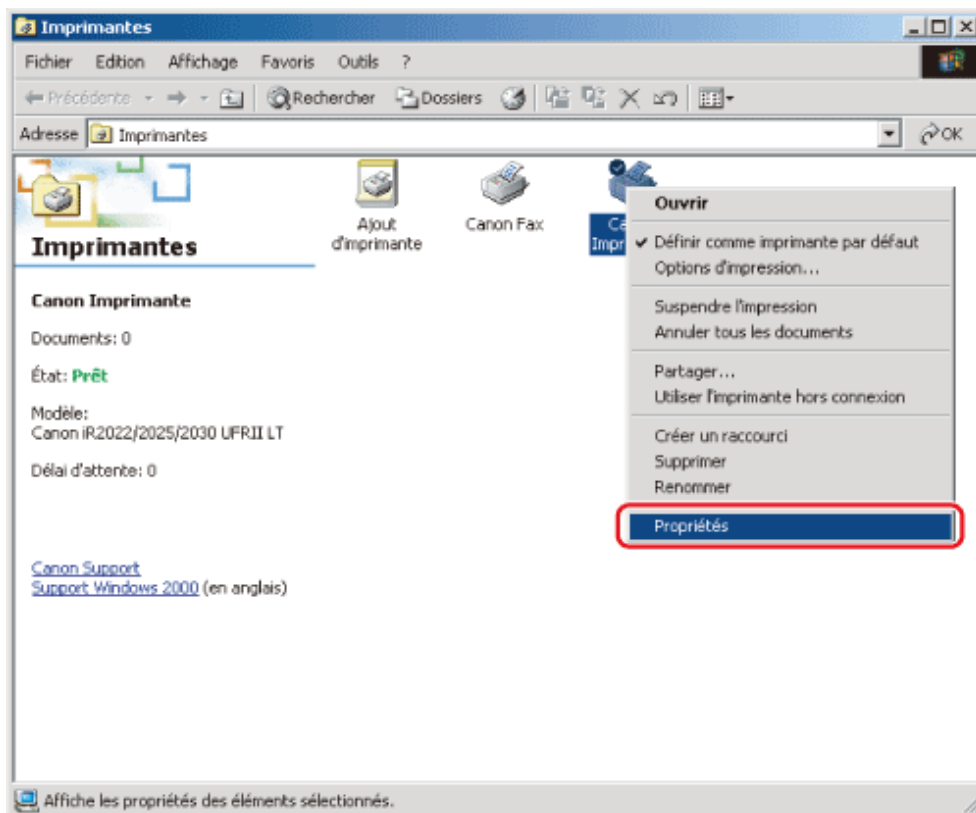 Imprimantes
Fichier Edition Affichage Favoris Outils ?
Précédente Rechercher Dossiers
Adresse Imprimantes OK
Ajout d'imprimante
Canon Fax
Imprimantes
Canon Imprimante
Documents: 0
État: Prêt
Modèle:
Canon iR2022/2025/2030 UFRII LT
Délai d'attente: 0
Canon Support
Support Windows 2000 (en anglais)
Ouvrir
Définir comme imprimante par défaut
Options d'impression...
Suspendre l'impression
Annuler tous les documents
Partager...
Utiliser l'imprimante hors connexion
Créer un raccourci
Supprimer
Renommer
Propriétés
Affiche les propriétés des éléments sélectionnés.